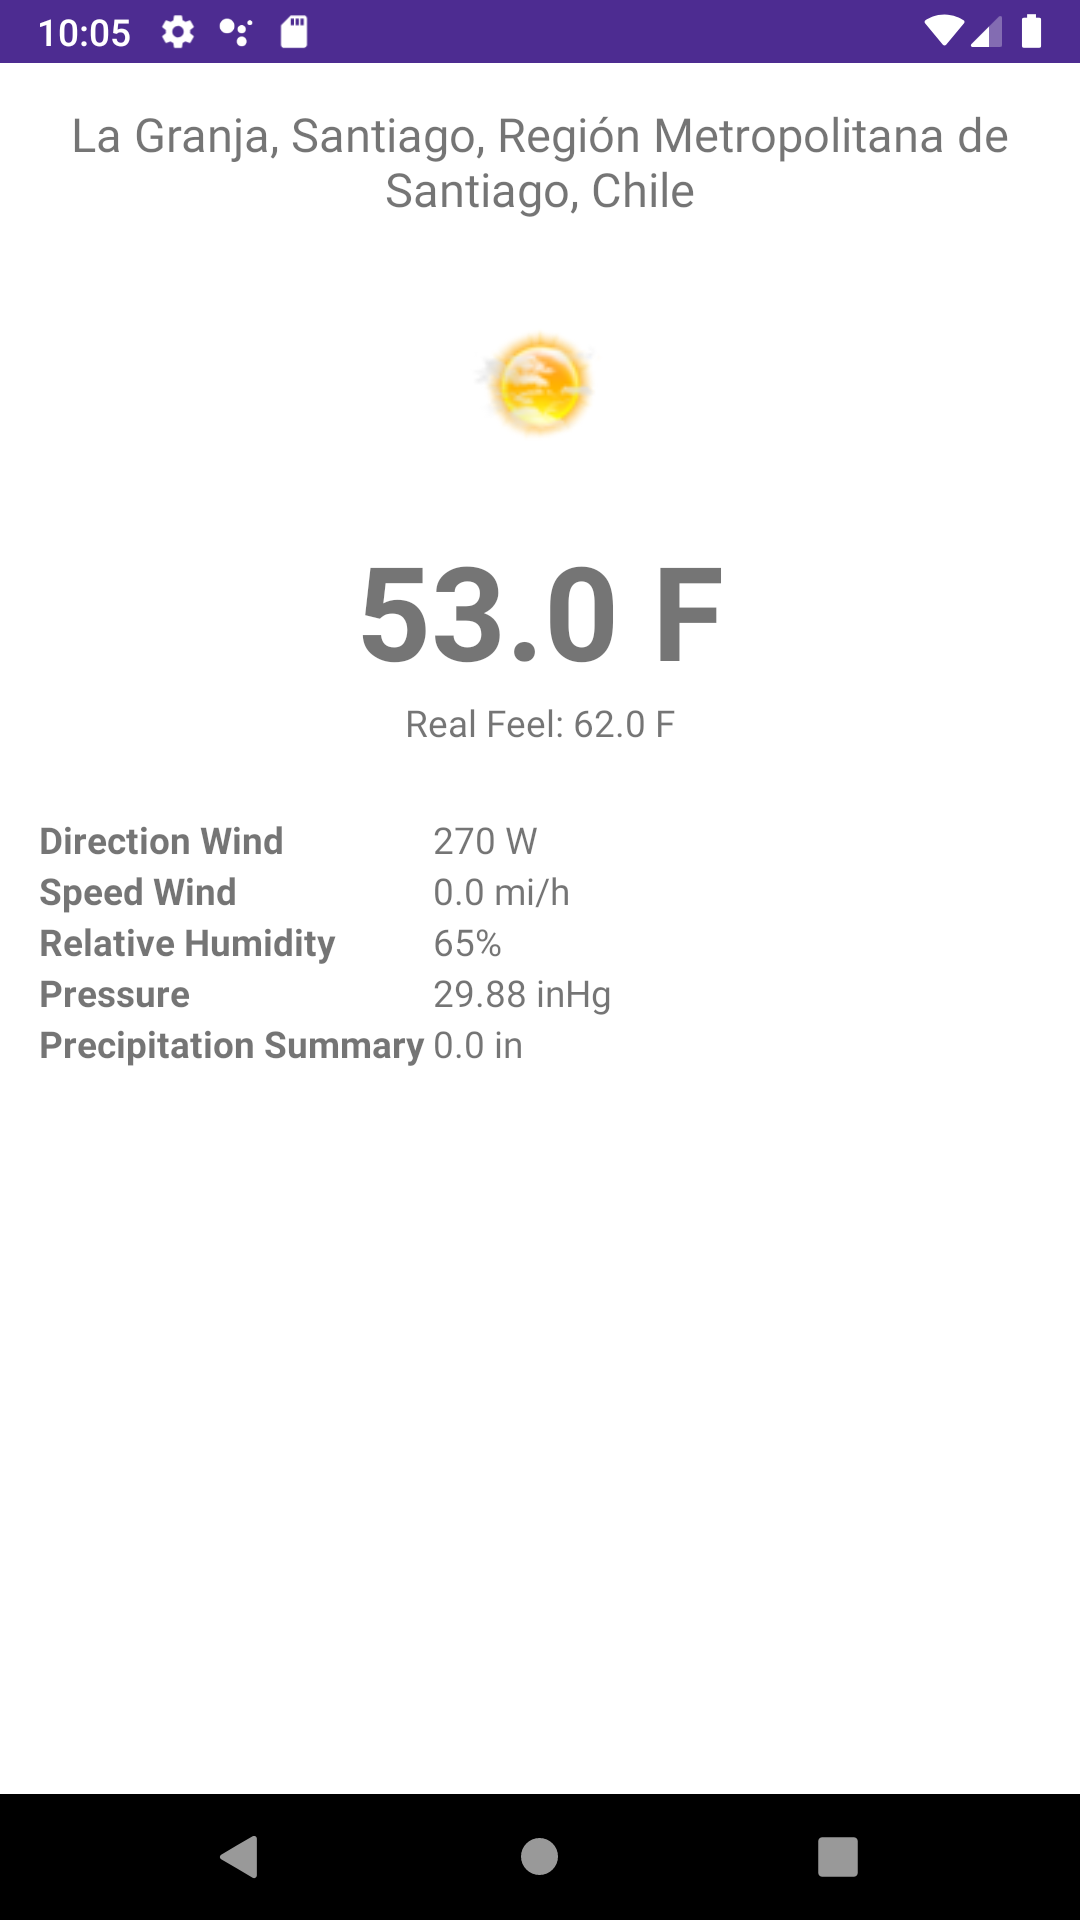 10:05
La Granja, Santiago, Región Metropolitana de
Santiago, Chile
53.0 F
Real Feel: 62.0 F
Direction Wind 270 W
Speed Wind 0.0 mi/h
Relative Humidity 65%
Pressure 29.88 inHg
Precipitation Summary 0.0 in